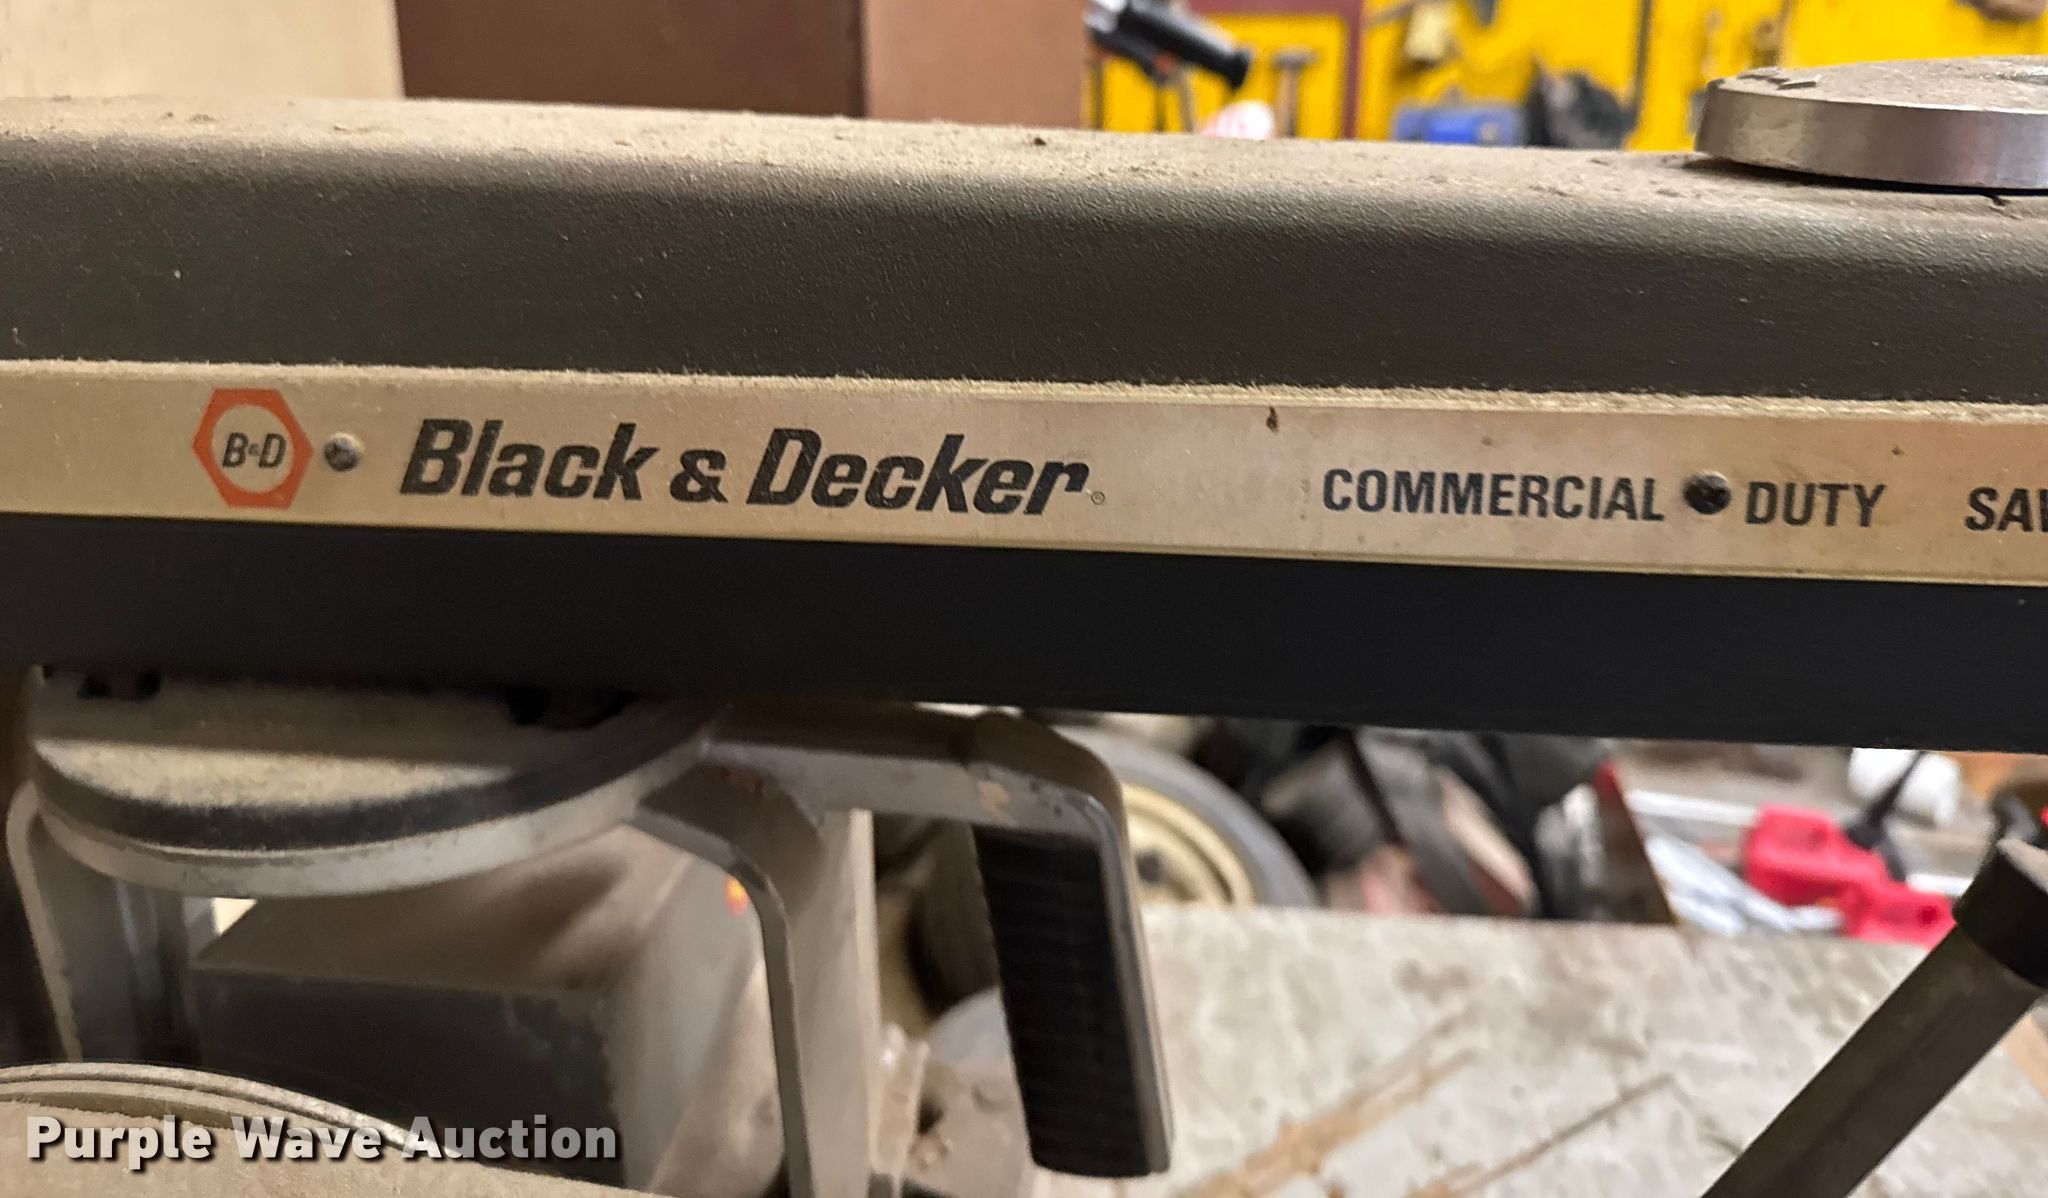 B&D Black & Decker® COMMERCIAL DUTY
Purple Wave Auction